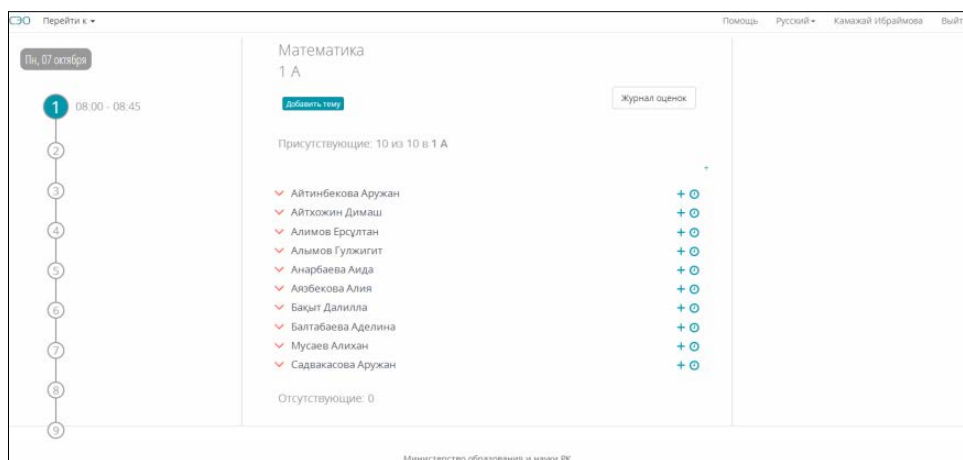 СЭО Перейти к Помощь Русский Камажай Ибраймова Выйт
Пн, 07 октября
1 08:00 - 08:45
2
3
4
5
6
7
8
9
Математика
1 А
Добавить тему
Журнал оценок
Присутствующие: 10 из 10 в 1 А
Айтинбекова Аружан
Айтхожин Димаш
Алимов Ерсұлтан
Алымов Гулжигит
Анарбаева Аида
Аязбекова Алия
Бақыт Далилла
Балтабаева Аделина
Мусаев Алихан
Садвакасова Аружан
Отсутствующие: 0
Министерство образования и науки РК